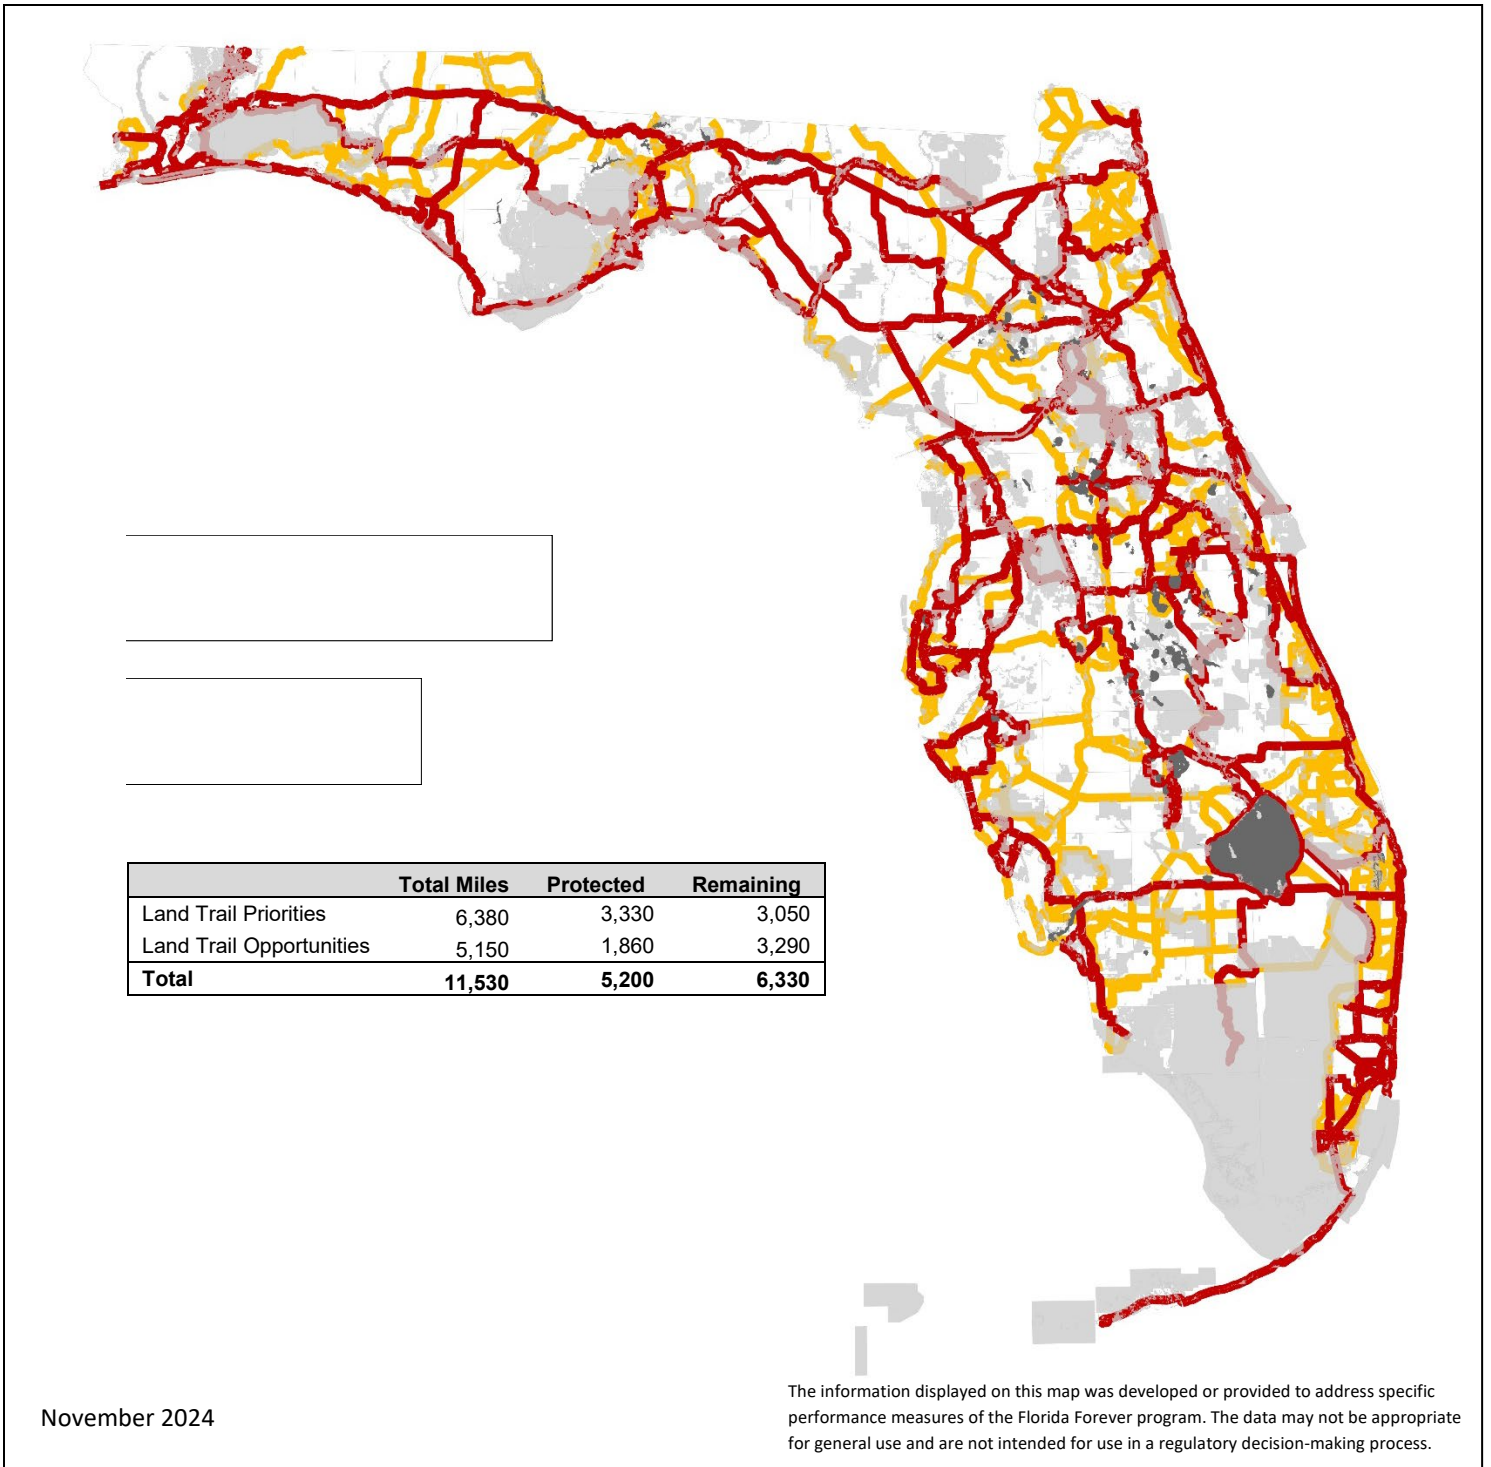 Total Miles Protected Remaining
Land Trail Priorities 6,380 3,330 3,050
Land Trail Opportunities 5,150 1,860 3,290
Total 11,530 5,200 6,330
The information displayed on this map was developed or provided to address specific
performance measures of the Florida Forever program. The data may not be appropriate
for general use and are not intended for use in a regulatory decision-making process.
November 2024